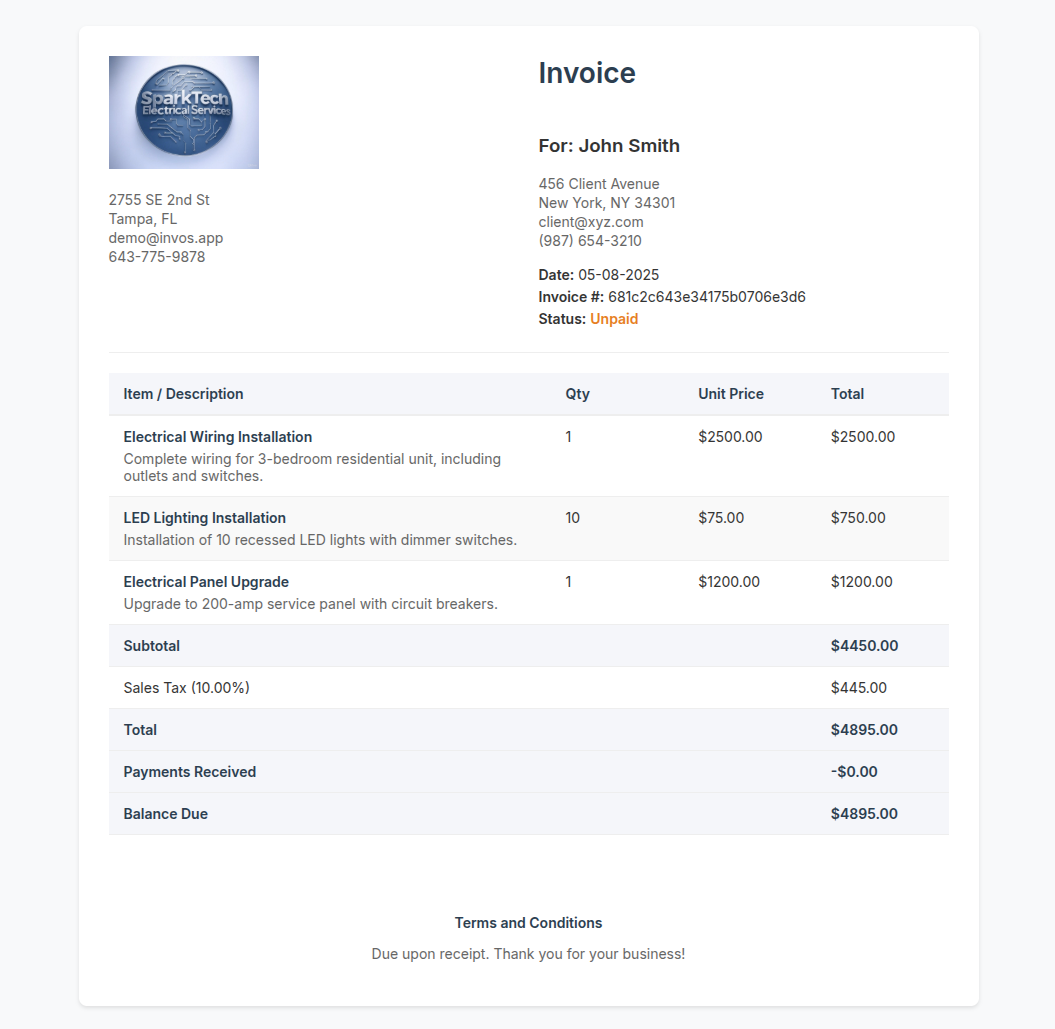 SparkTech
Electrical Services
2755 SE 2nd St
Tampa, FL
demo@invos.app
643-775-9878
Invoice
For: John Smith
456 Client Avenue
New York, NY 34301
client@xyz.com
(987) 654-3210
Date: 05-08-2025
Invoice #: 681c2c643e34175b0706e3d6
Status: Unpaid
Item / Description Qty Unit Price Total
Electrical Wiring Installation 1 $2500.00 $2500.00
Complete wiring for 3-bedroom residential unit, including
outlets and switches.
LED Lighting Installation 10 $75.00 $750.00
Installation of 10 recessed LED lights with dimmer switches.
Electrical Panel Upgrade 1 $1200.00 $1200.00
Upgrade to 200-amp service panel with circuit breakers.
Subtotal $4450.00
Sales Tax (10.00%) $445.00
Total $4895.00
Payments Received -$0.00
Balance Due $4895.00
Terms and Conditions
Due upon receipt. Thank you for your business!